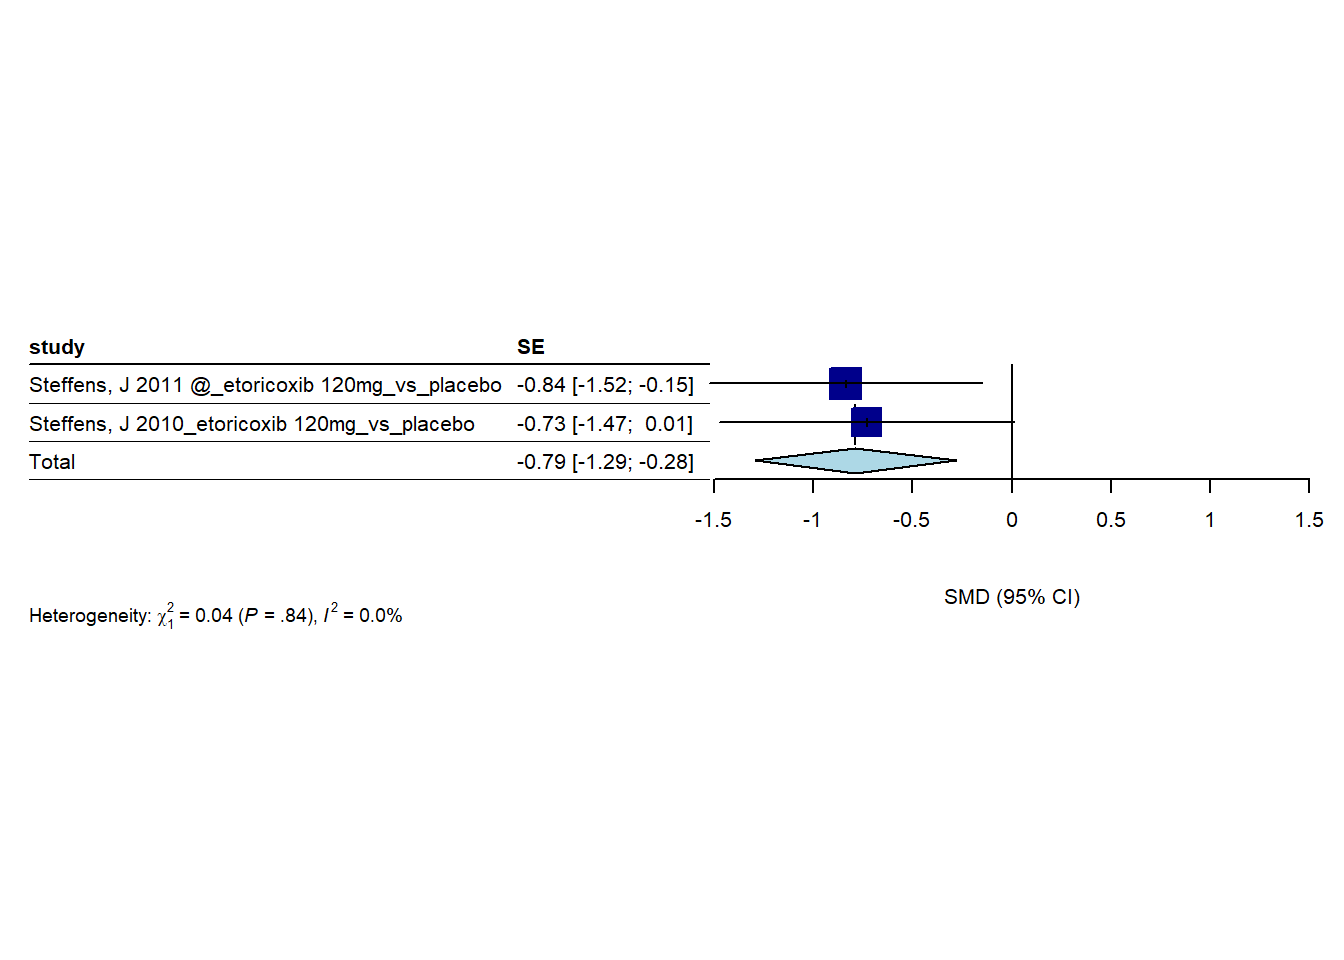 study SE
Steffens, J 2011 @_etoricoxib 120mg_vs_placebo -0.84 [-1.52; -0.15]
Steffens, J 2010_etoricoxib 120mg_vs_placebo -0.73 [-1.47;  0.01]
Total -0.79 [-1.29; -0.28]
-1.5 -1 -0.5 0 0.5 1 1.5
SMD (95% CI)
Heterogeneity: χ²₁ = 0.04 (P = .84), I² = 0.0%